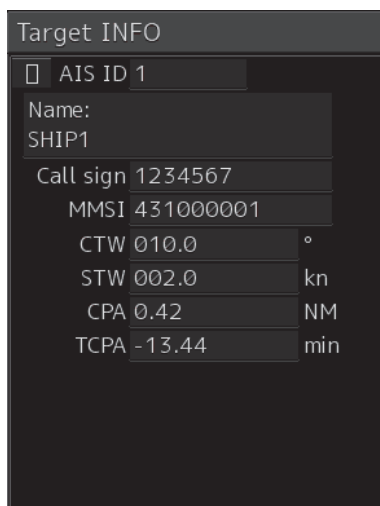 Target INFO
AIS ID 1
Name:
SHIP1
Call sign 1234567
MMSI 431000001
CTW 010.0 °
STW 002.0 kn
CPA 0.42 NM
TCPA -13.44 min